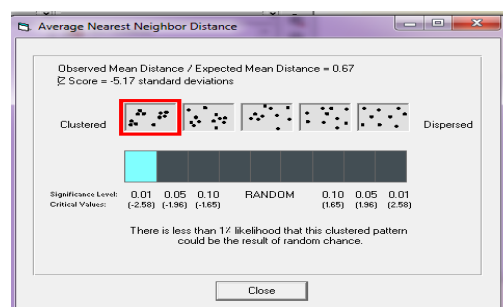 Average Nearest Neighbor Distance
Observed Mean Distance / Expected Mean Distance = 0.67
Z Score = -5.17 standard deviations
Clustered Dispersed
Significance Level: 0.01 0.05 0.10 RANDOM 0.10 0.05 0.01
Critical Values: (-2.58) (-1.96) (-1.65) (1.65) (1.96) (2.58)
There is less than 1% likelihood that this clustered pattern
could be the result of random chance.
Close